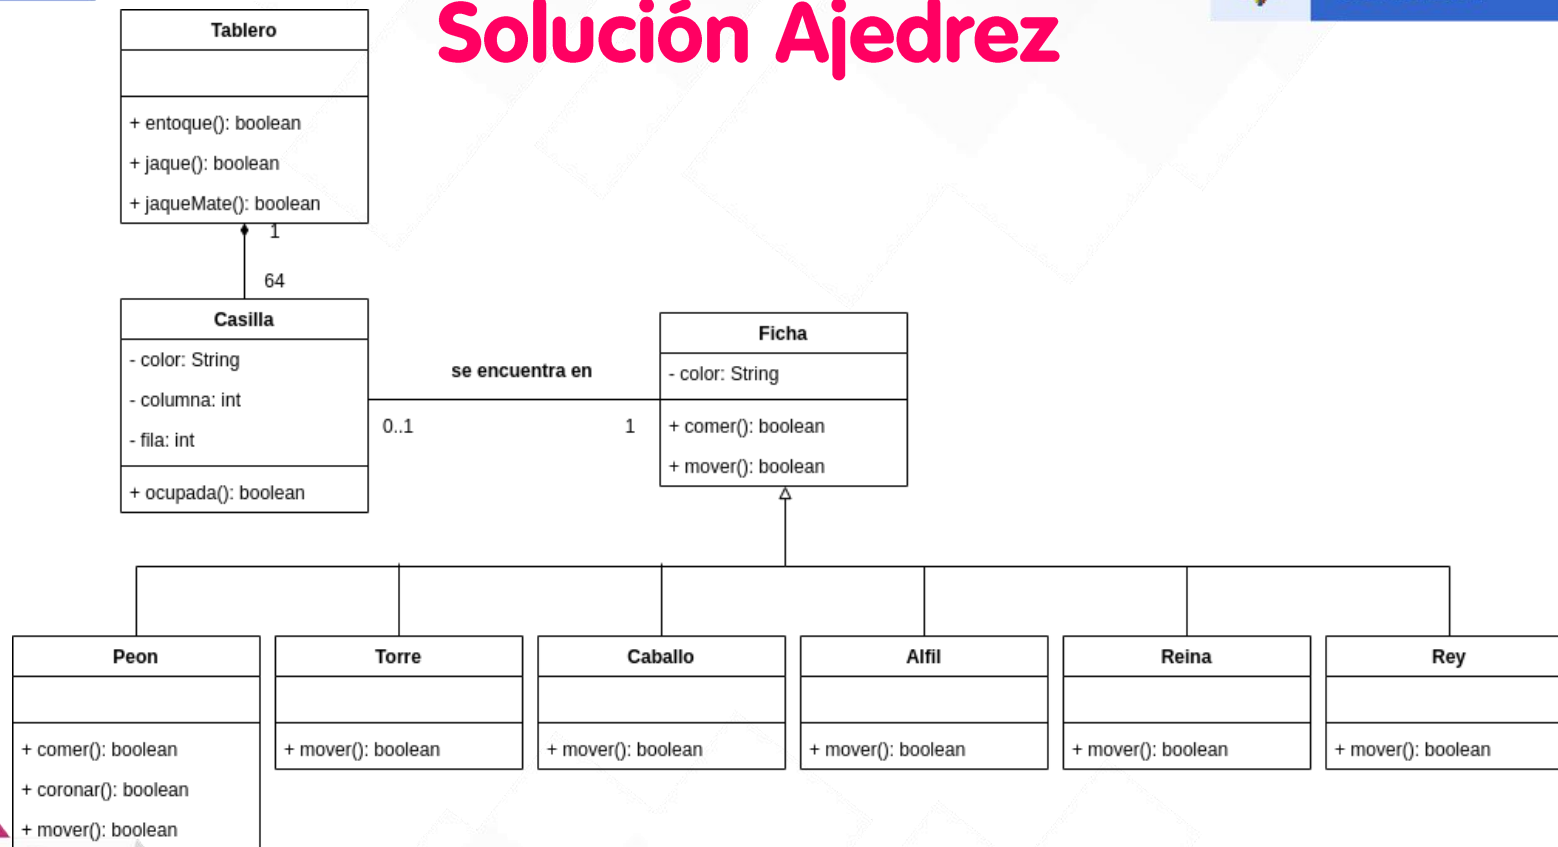 Solución Ajedrez
Tablero
+ entoque(): boolean
+ jaque(): boolean
+ jaqueMate(): boolean
1
64
Casilla
- color: String
- columna: int
- fila: int
+ ocupada(): boolean
se encuentra en
0..1
1
Ficha
- color: String
+ comer(): boolean
+ mover(): boolean
Peon
+ comer(): boolean
+ coronar(): boolean
+ mover(): boolean
Torre
+ mover(): boolean
Caballo
+ mover(): boolean
Alfil
+ mover(): boolean
Reina
+ mover(): boolean
Rey
+ mover(): boolean